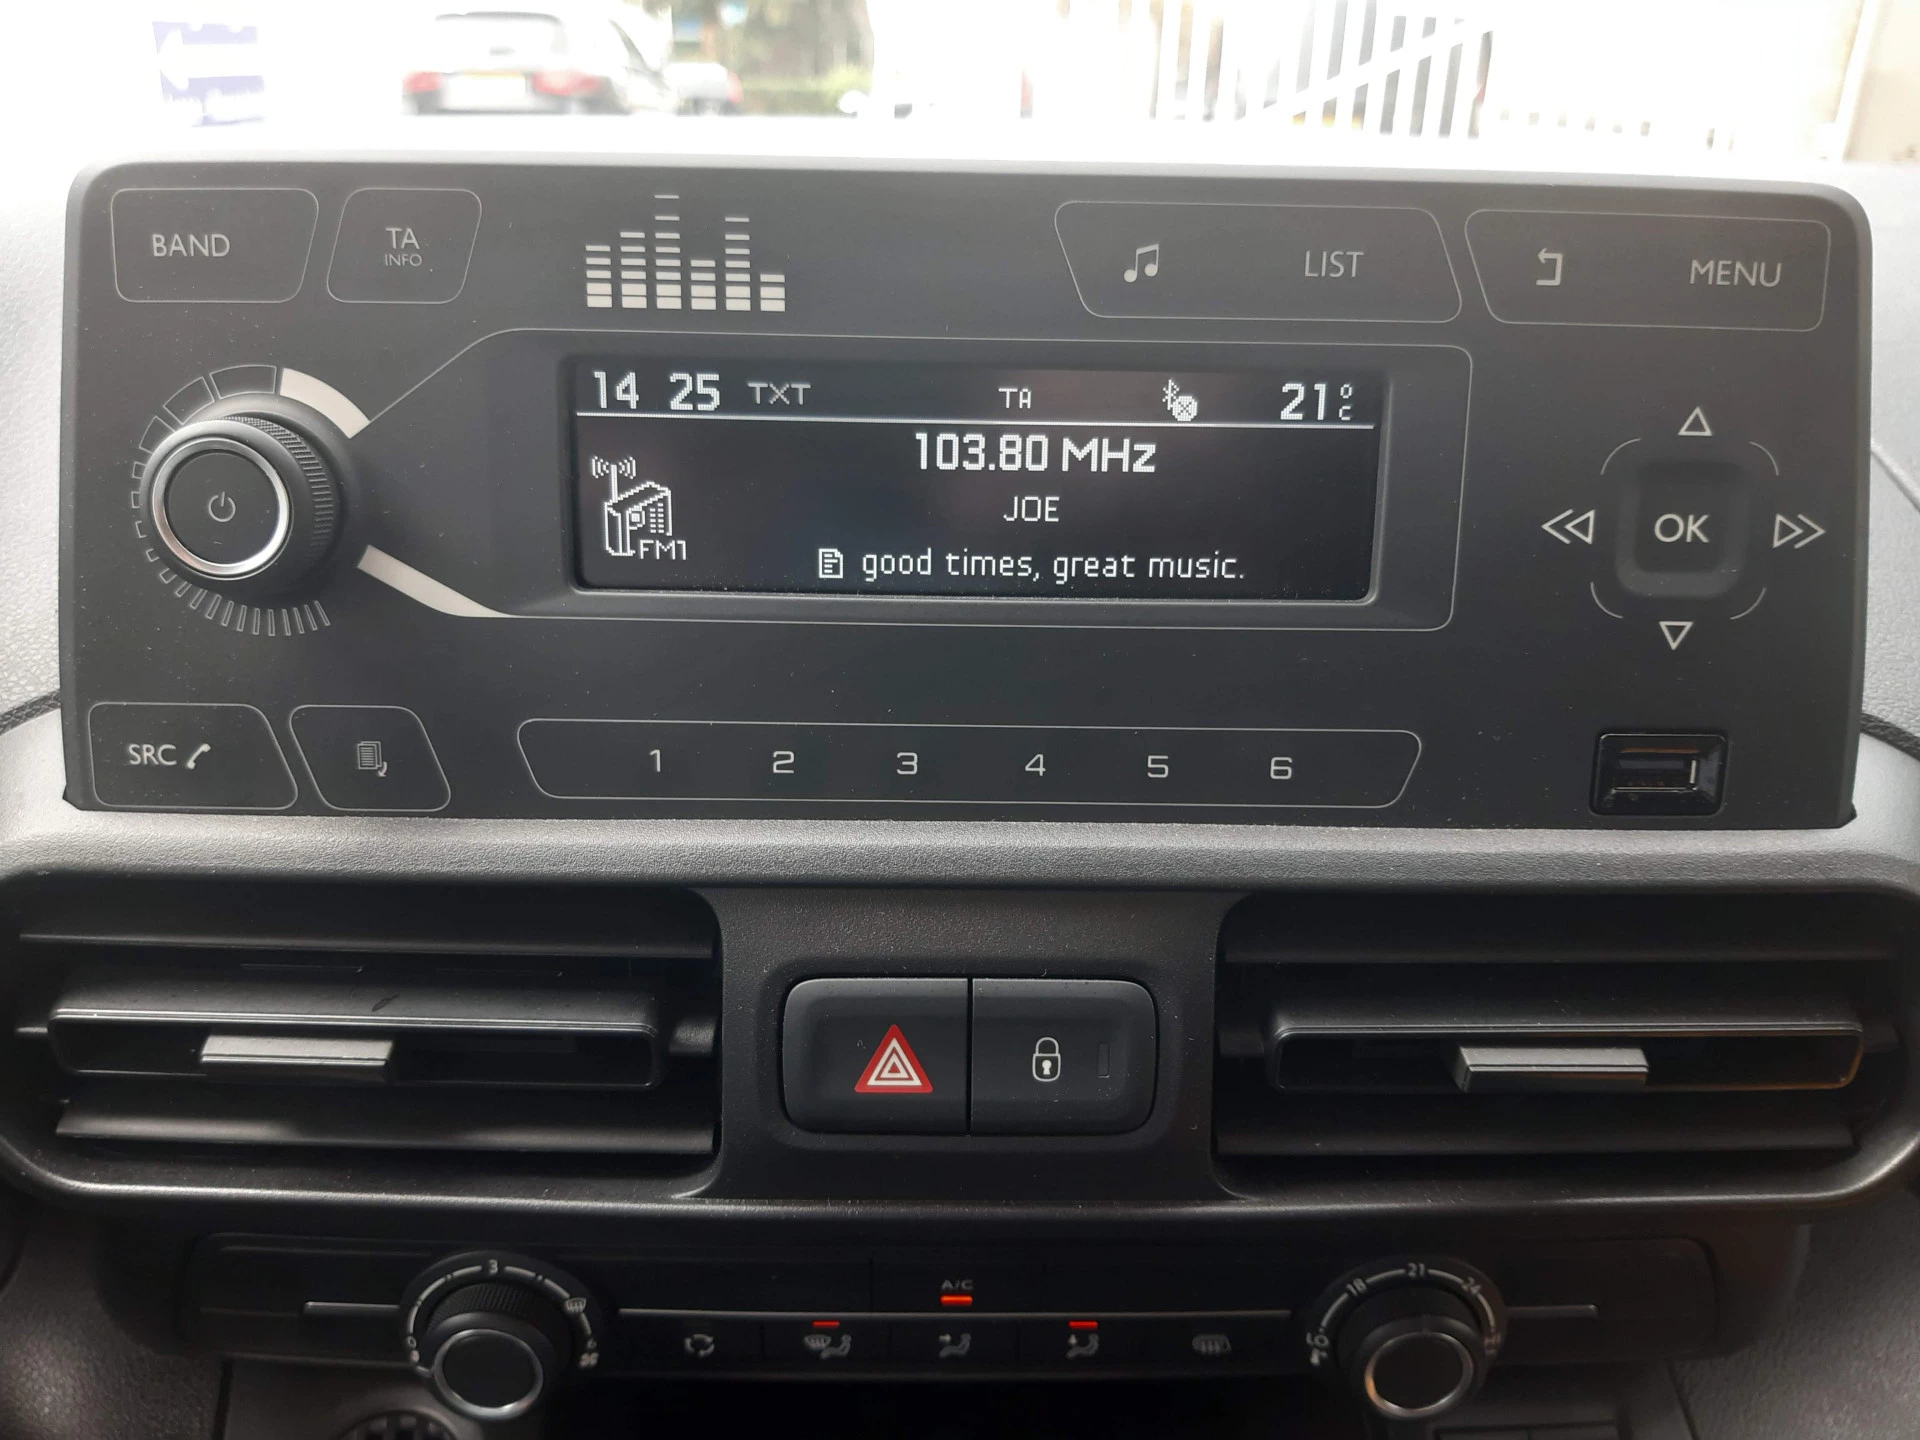 BAND
TA
INFO
LIST
MENU
14 25 TXT TA 21°C
103.80 MHz
JOE
FM1
good times, great music.
OK
SRC
1 2 3 4 5 6
A/C
3
0
18 21 24